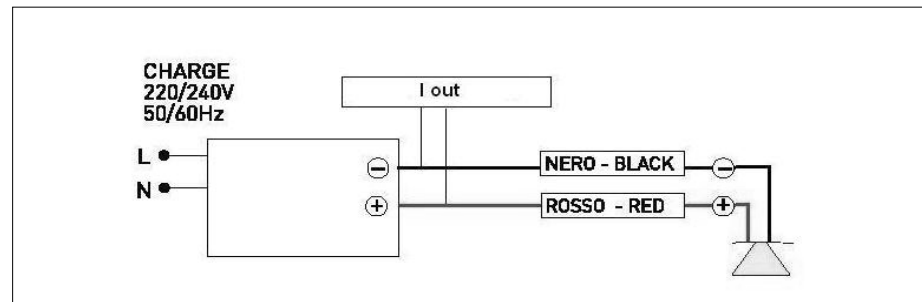 CHARGE
220/240V
50/60Hz
I out
L
N
−
+
NERO - BLACK
ROSSO - RED
−
+